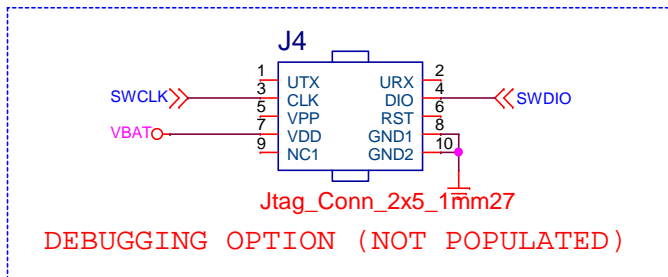 J4
1 UTX URX 2
SWCLK 3 CLK DIO 4 SWDIO
5 VPP RST 6
VBAT 7 VDD GND1 8
9 NC1 GND2 10
Jtag_Conn_2x5_1mm27
DEBUGGING OPTION (NOT POPULATED)